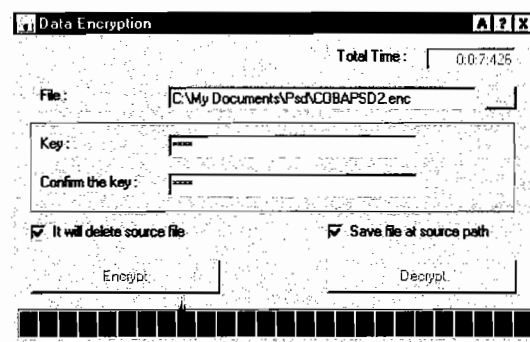 Data Encryption A ? X
Total Time : 0:0:7:426
File : C:\My Documents\Psd\COBAPSD2.enc
Key : ****
Confirm the key : ****
It will delete source file Save file at source path
Encrypt Decrypt